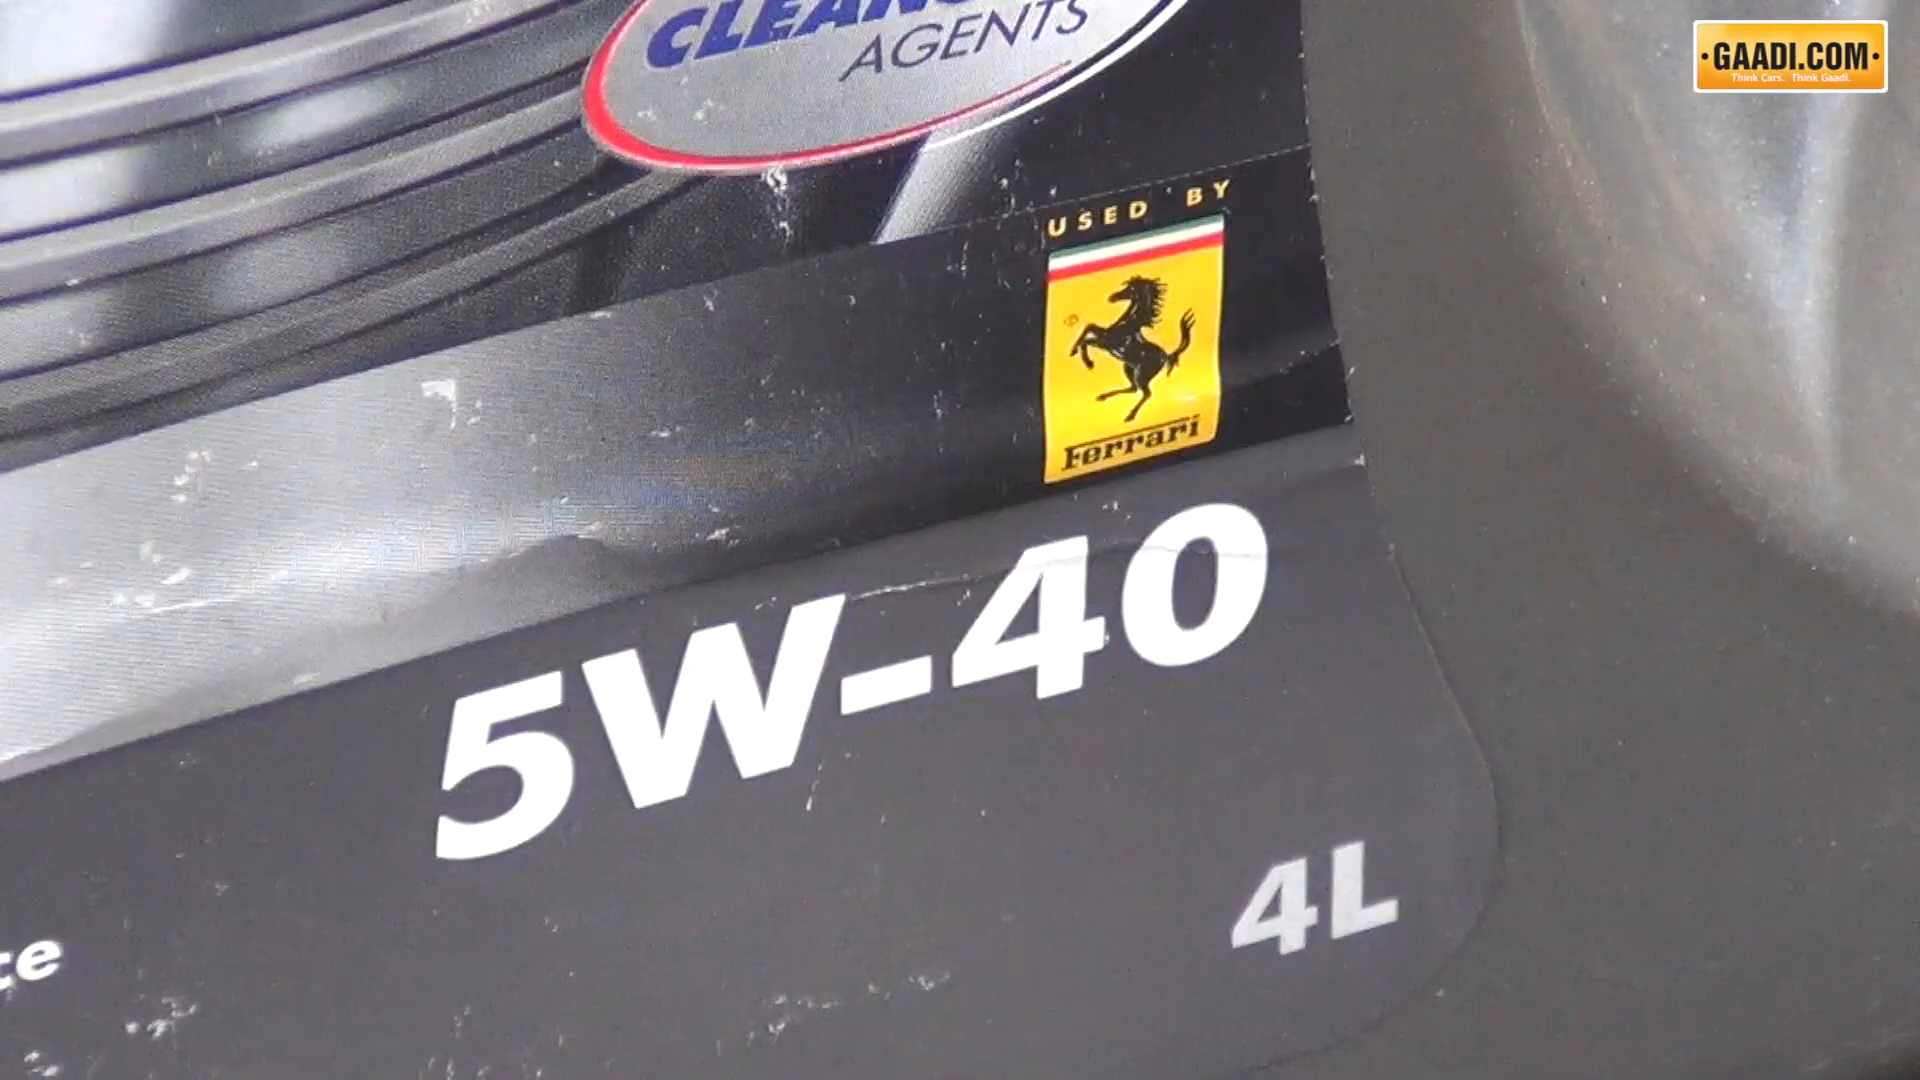 AGENTS
·GAADI.COM·
Think Cars. Think Gaadi.
USED BY
Ferrari
5W-40
4L